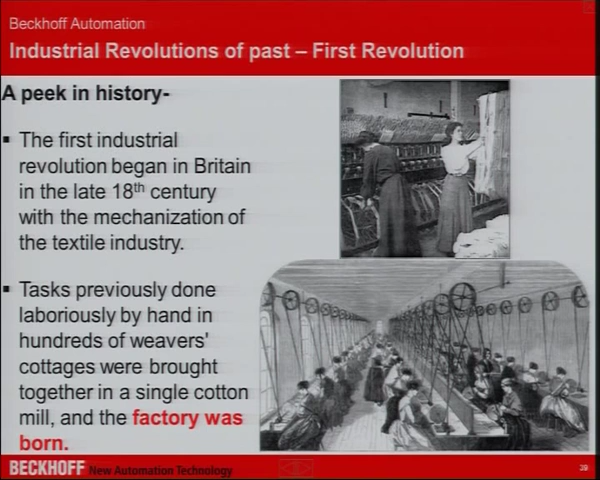 Beckhoff Automation
Industrial Revolutions of past – First Revolution
A peek in history-
▪ The first industrial
revolution began in Britain
in the late 18th century
with the mechanization of
the textile industry.
▪ Tasks previously done
laboriously by hand in
hundreds of weavers'
cottages were brought
together in a single cotton
mill, and the factory was
born.
BECKHOFF New Automation Technology
39